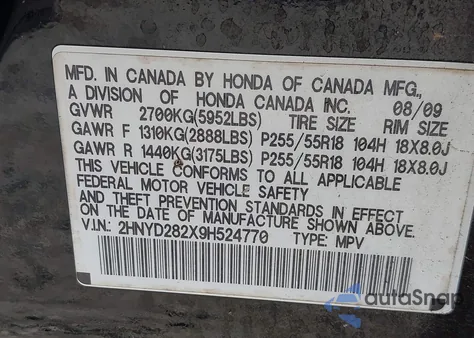 MFD. IN CANADA BY HONDA OF CANADA MFG.,
A DIVISION OF HONDA CANADA INC. 08/09
GVWR 2700KG(5952LBS) TIRE SIZE RIM SIZE
GAWR F 1310KG(2888LBS) P255/55R18 104H 18X8.0J
GAWR R 1440KG(3175LBS) P255/55R18 104H 18X8.0J
THIS VEHICLE CONFORMS TO ALL APPLICABLE
FEDERAL MOTOR VEHICLE SAFETY
AND THEFT PREVENTION STANDARDS IN EFFECT
ON THE DATE OF MANUFACTURE SHOWN ABOVE.
V.I.N.: 2HNYD282X9H524770 TYPE: MPV
autoSnap